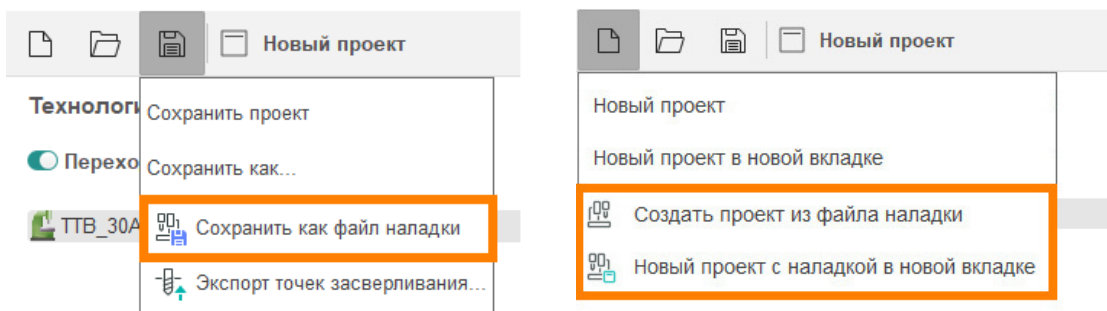 Новый проект
Технологи
Перехо
TTB_30A
Сохранить проект
Сохранить как...
Сохранить как файл наладки
Экспорт точек засверливания...
Новый проект
Новый проект
Новый проект в новой вкладке
Создать проект из файла наладки
Новый проект с наладкой в новой вкладке